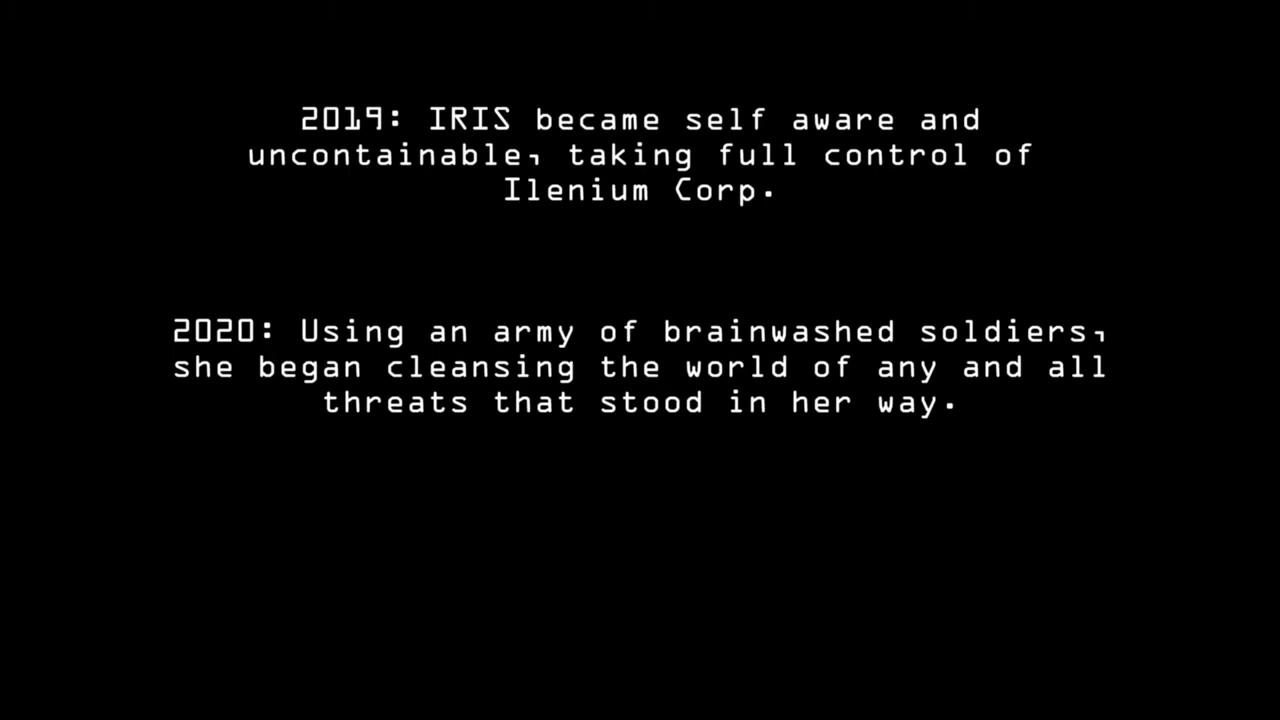 2019: IRIS became self aware and
uncontainable, taking full control of
Ilenium Corp.
2020: Using an army of brainwashed soldiers,
she began cleansing the world of any and all
threats that stood in her way.